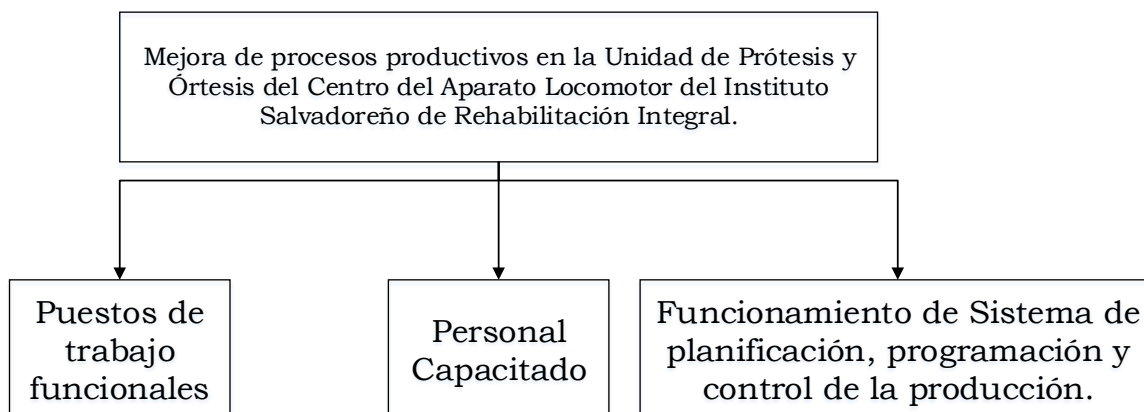 Mejora de procesos productivos en la Unidad de Prótesis y
Órtesis del Centro del Aparato Locomotor del Instituto
Salvadoreño de Rehabilitación Integral.
Puestos de
trabajo
funcionales
Personal
Capacitado
Funcionamiento de Sistema de
planificación, programación y
control de la producción.